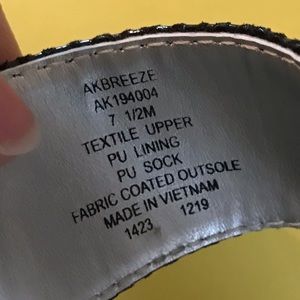 AKBREEZE
AK194004
7 1/2M
TEXTILE UPPER
PU LINING
PU SOCK
FABRIC COATED OUTSOLE
MADE IN VIETNAM
1423 1219